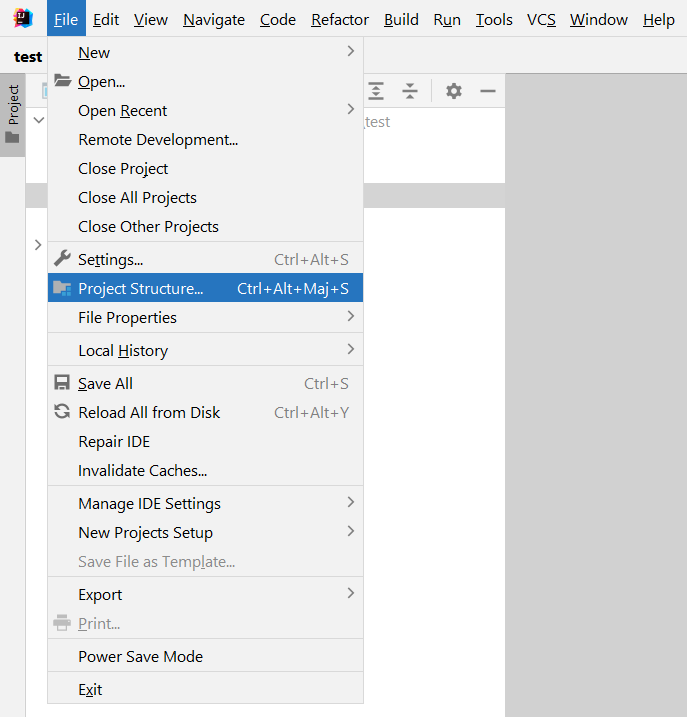 IJ
File Edit View Navigate Code Refactor Build Run Tools VCS Window Help
test
Project
test
New
Open...
Open Recent
Remote Development...
Close Project
Close All Projects
Close Other Projects
Settings... Ctrl+Alt+S
Project Structure... Ctrl+Alt+Maj+S
File Properties
Local History
Save All Ctrl+S
Reload All from Disk Ctrl+Alt+Y
Repair IDE
Invalidate Caches...
Manage IDE Settings
New Projects Setup
Save File as Template...
Export
Print...
Power Save Mode
Exit